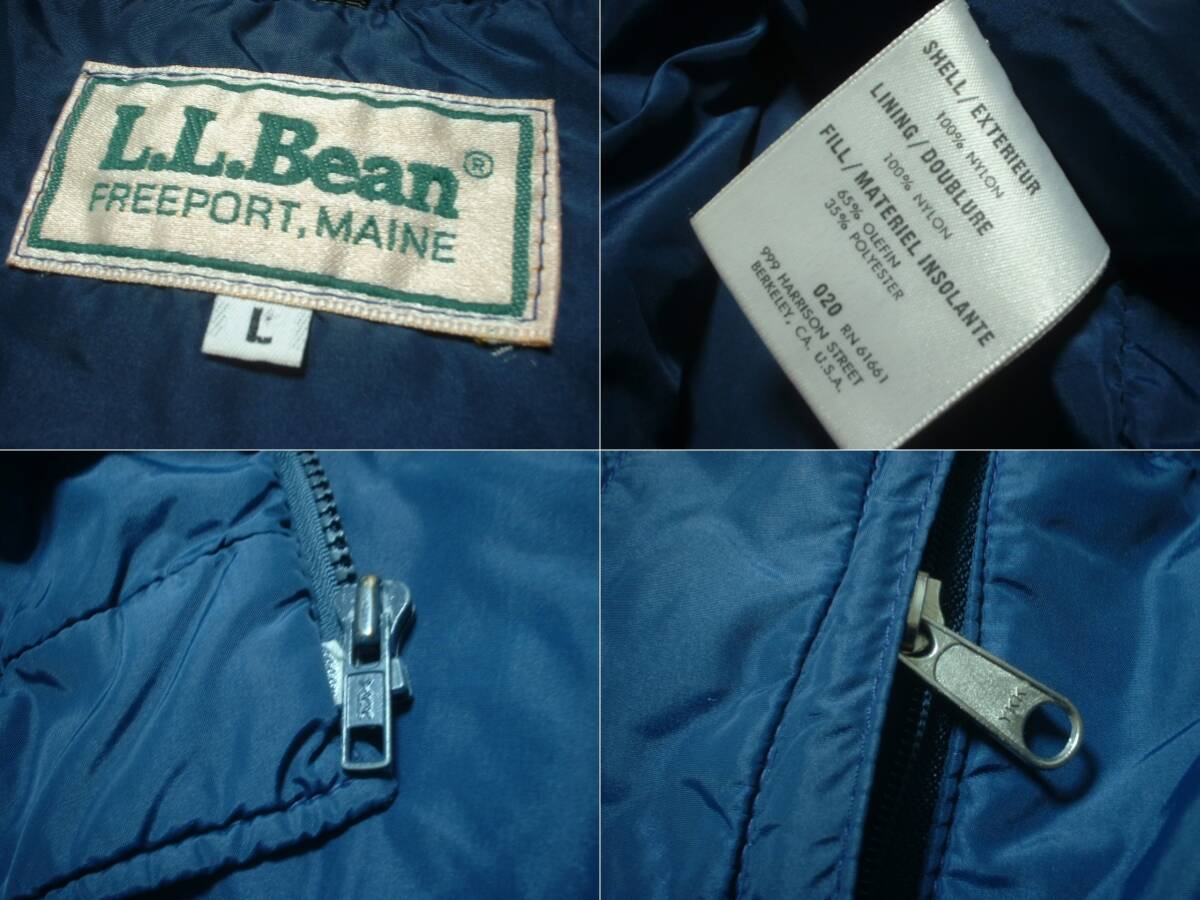 L.L.Bean®
FREEPORT, MAINE
L
SHELL / EXTERIEUR
100% NYLON
LINING / DOUBLURE
100% NYLON
FILL / MATERIEL INSOLANTE
65% OLEFIN
35% POLYESTER
020 RN 61661
999 HARRISON STREET
BERKELEY, CA. U.S.A.
YKK
YKK